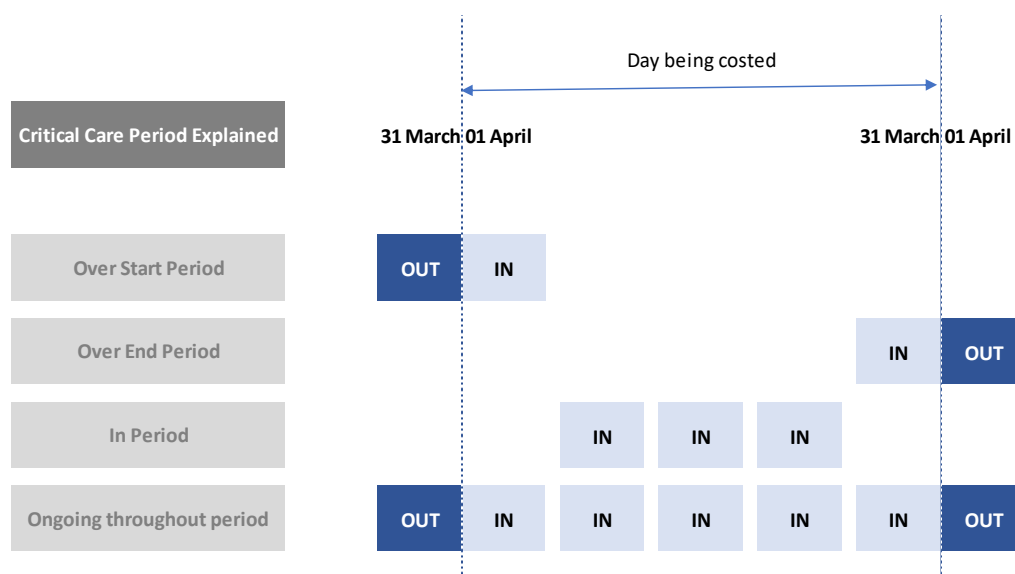 Day being costed
Critical Care Period Explained
31 March 01 April
31 March 01 April
Over Start Period
OUT IN
Over End Period
IN OUT
In Period
IN IN IN
Ongoing throughout period
OUT IN IN IN IN IN OUT